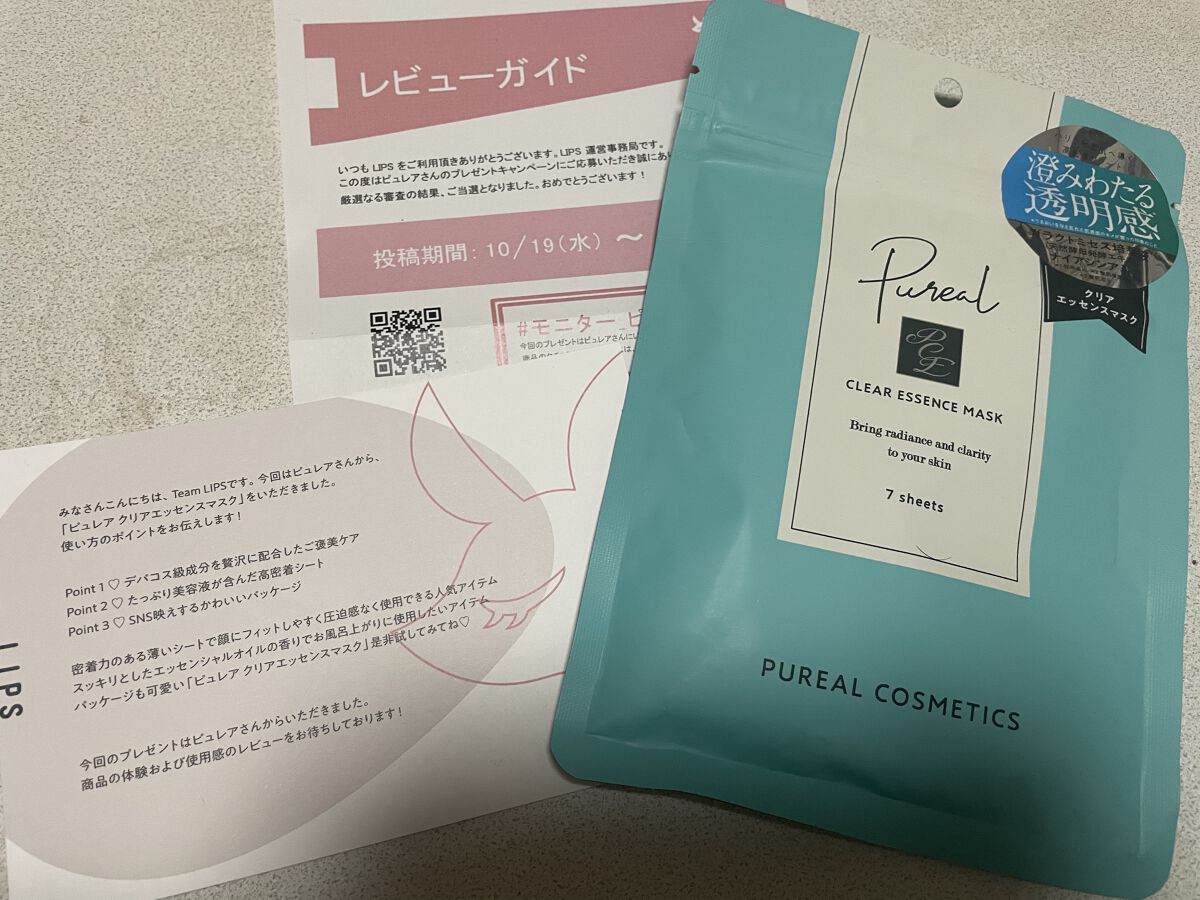 レビューガイド
いつも LIPS をご利用頂きありがとうございます。LIPS 運営事務局です。
この度はピュレアさんのプレゼントキャンペーンにご応募いただき誠にあ
厳選なる審査の結果、ご当選となりました。おめでとうございます！
投稿期間：10/19（水）～
#モニター_ピ
今回のプレゼントはピュレアさんに
みなさんこんにちは、Team LIPSです。今回はピュレアさんから、
「ピュレア クリアエッセンスマスク」をいただきました。
使い方のポイントをお伝えします！
Point 1 ♡ デパコス級成分を贅沢に配合したご褒美ケア
Point 2 ♡ たっぷり美容液が含んだ高密着シート
Point 3 ♡ SNS映えするかわいいパッケージ
密着力のある薄いシートで顔にフィットしやすく圧迫感なく使用できる人気アイテム
スッキリとしたエッセンシャルオイルの香りでお風呂上がりに使用したいアイテム
パッケージも可愛い「ピュレア クリアエッセンスマスク」是非試してみてね♡
今回のプレゼントはピュレアさんからいただきました。
商品の体験および使用感のレビューをお待ちしております！
LIPS
澄みわたる
透明感
クリア
エッセンスマスク
Pureal
PCE
CLEAR ESSENCE MASK
Bring radiance and clarity
to your skin
7 sheets
PUREAL COSMETICS